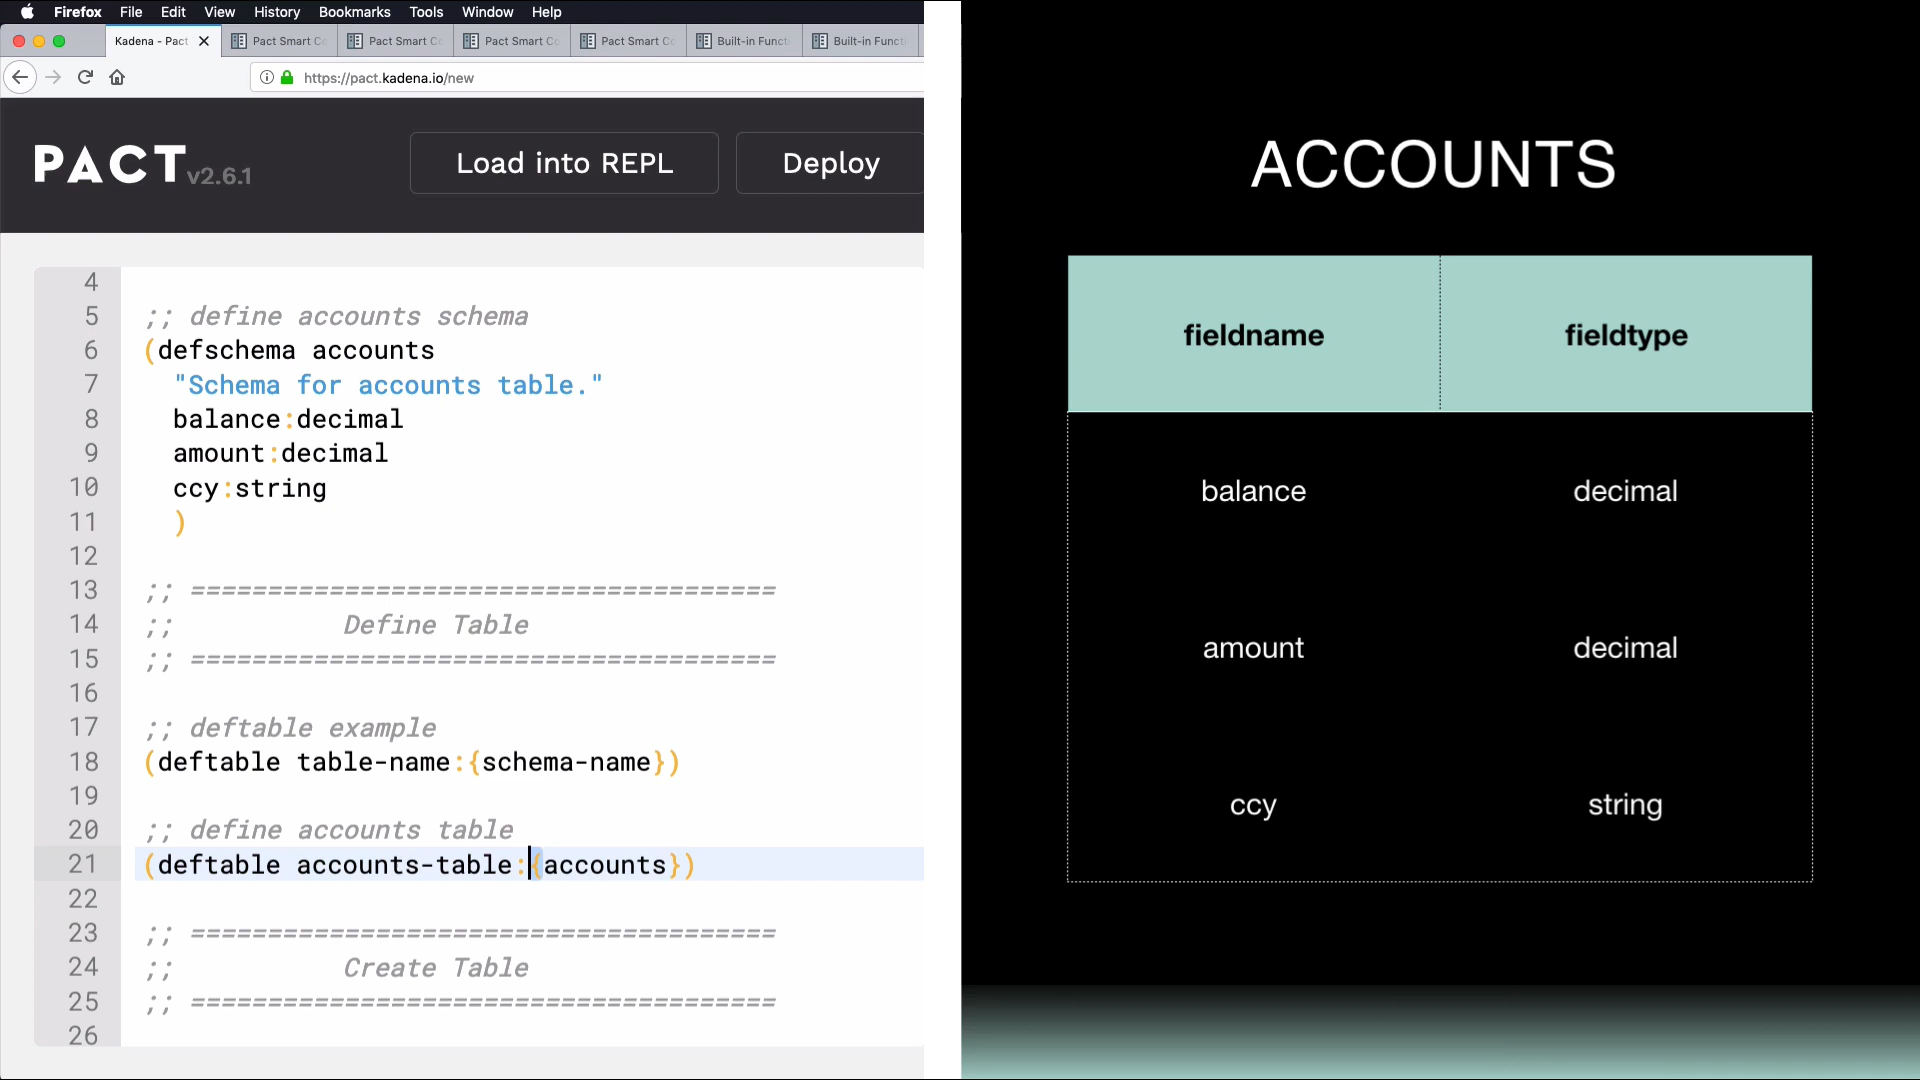 Firefox File Edit View History Bookmarks Tools Window Help
Kadena - Pact Pact Smart Co Pact Smart Co Pact Smart Co Pact Smart Co Built-in Funct Built-in Funct
https://pact.kadena.io/new
PACT v2.6.1 Load into REPL Deploy
4
5 ;; define accounts schema
6 (defschema accounts
7 "Schema for accounts table."
8 balance:decimal
9 amount:decimal
10 ccy:string
11 )
12
13 ;; ======================================
14 ;; Define Table
15 ;; ======================================
16
17 ;; deftable example
18 (deftable table-name:{schema-name})
19
20 ;; define accounts table
21 (deftable accounts-table:{accounts})
22
23 ;; ======================================
24 ;; Create Table
25 ;; ======================================
26
ACCOUNTS
fieldname fieldtype
balance decimal
amount decimal
ccy string